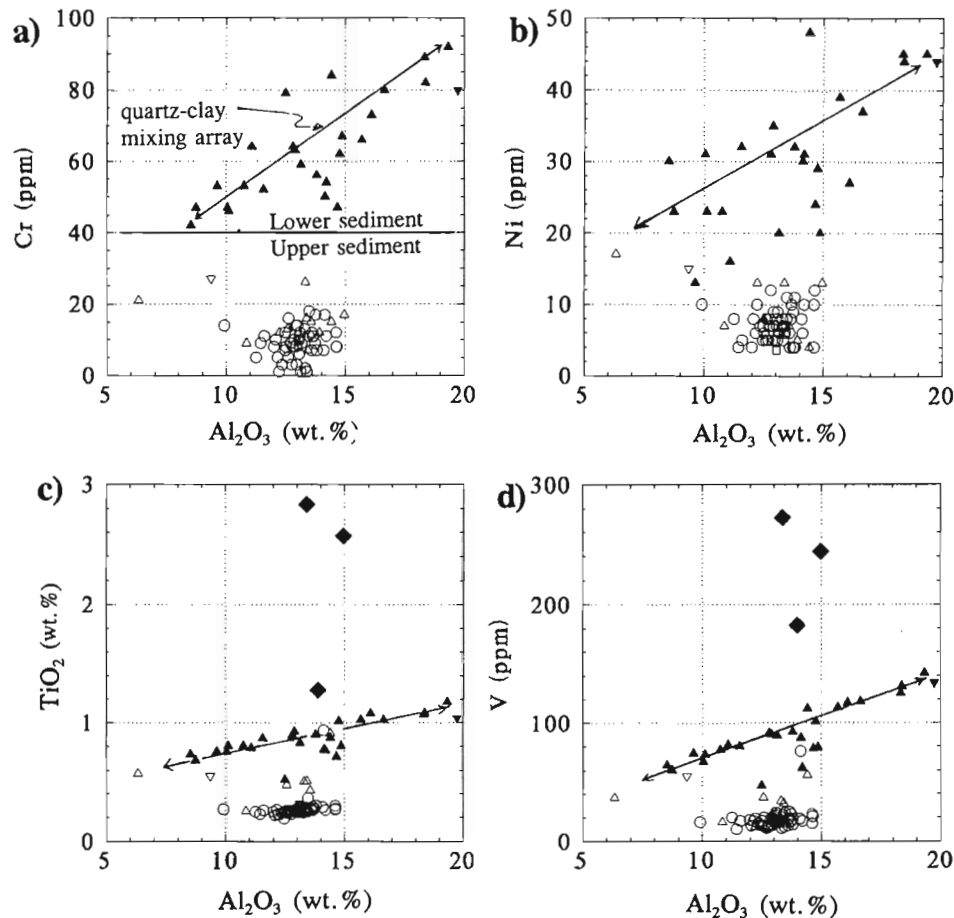 a)
100
80
60
40
20
0
Cr (ppm)
quartz-clay
mixing array
Lower sediment
Upper sediment
5 10 15 20
Al₂O₃ (wt.%)
b)
50
40
30
20
10
0
Ni (ppm)
5 10 15 20
Al₂O₃ (wt.%)
c)
3
2
1
0
TiO₂ (wt.%)
5 10 15 20
Al₂O₃ (wt.%)
d)
300
200
100
0
V (ppm)
5 10 15 20
Al₂O₃ (wt.%)